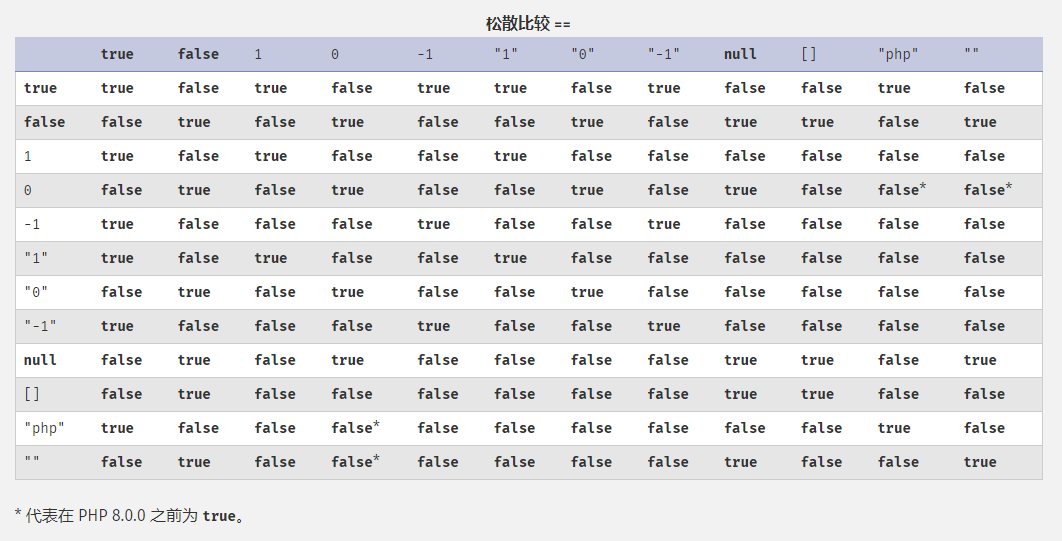 松散比较 ==
true false 1 0 -1 "1" "0" "-1" null [] "php" ""
true true false true false true true false true false false true false
false false true false true false false true false true true false true
1 true false true false false true false false false false false false
0 false true false true false false true false true false false* false*
-1 true false false false true false false true false false false false
"1" true false true false false true false false false false false false
"0" false true false true false false true false false false false false
"-1" true false false false true false false true false false false false
null false true false true false false false false true true false true
[] false true false false false false false false true true false false
"php" true false false false* false false false false false false true false
"" false true false false* false false false false true false false true
* 代表在 PHP 8.0.0 之前为 true。